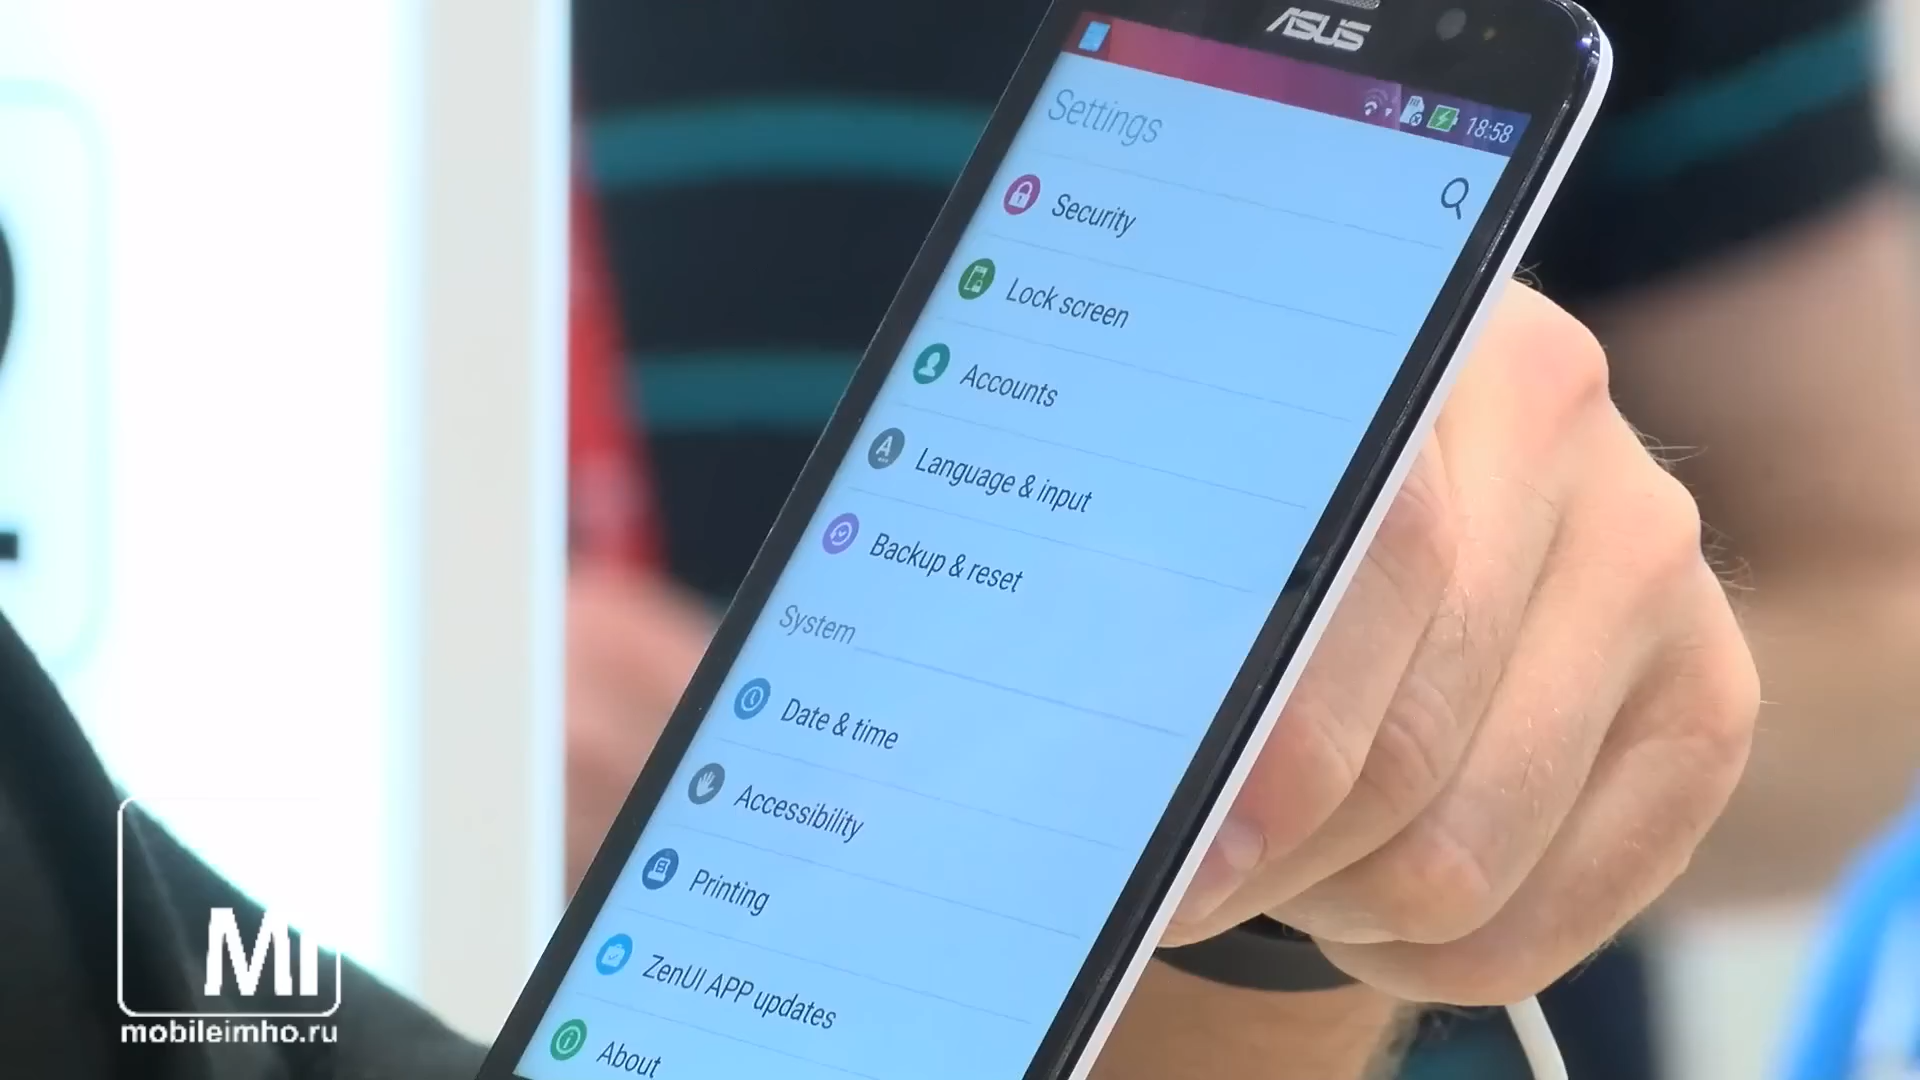 ASUS
18:58
Settings
Security
Lock screen
Accounts
Language & input
Backup & reset
System
Date & time
Accessibility
Printing
ZenUI APP updates
About
MI
mobileimho.ru